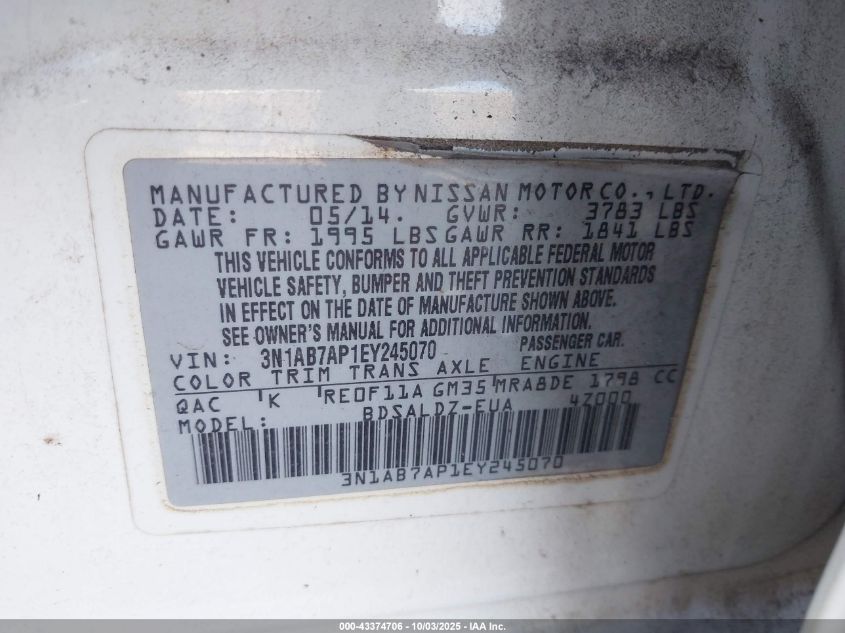 MANUFACTURED BY NISSAN MOTOR CO., LTD.
DATE: 05/14. GVWR: 3783 LBS
GAWR FR: 1995 LBS GAWR RR: 1841 LBS
THIS VEHICLE CONFORMS TO ALL APPLICABLE FEDERAL MOTOR
VEHICLE SAFETY, BUMPER AND THEFT PREVENTION STANDARDS
IN EFFECT ON THE DATE OF MANUFACTURE SHOWN ABOVE.
SEE OWNER'S MANUAL FOR ADDITIONAL INFORMATION.
VIN: 3N1AB7AP1EY245070 PASSENGER CAR.
COLOR TRIM TRANS AXLE ENGINE
QAC K RE0F11A GM35 MRA8DE 1798 CC
MODEL: BDSALDZ-EUA 4Z000
3N1AB7AP1EY245070
000-43374706 - 10/03/2025 - IAA Inc.